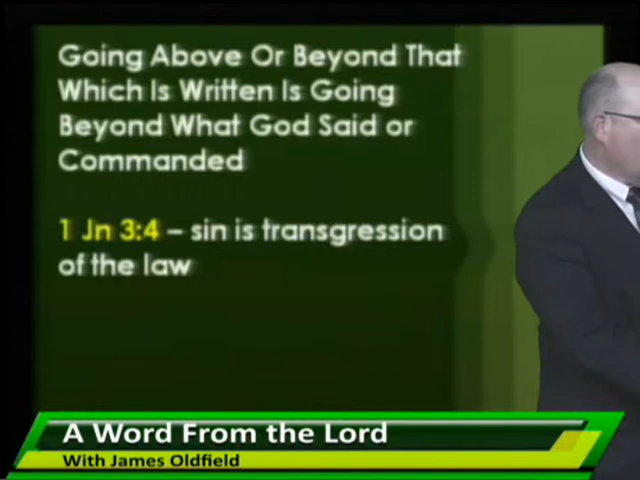 Going Above Or Beyond That
Which Is Written Is Going
Beyond What God Said or
Commanded
1 Jn 3:4 – sin is transgression
of the law
A Word From the Lord
With James Oldfield